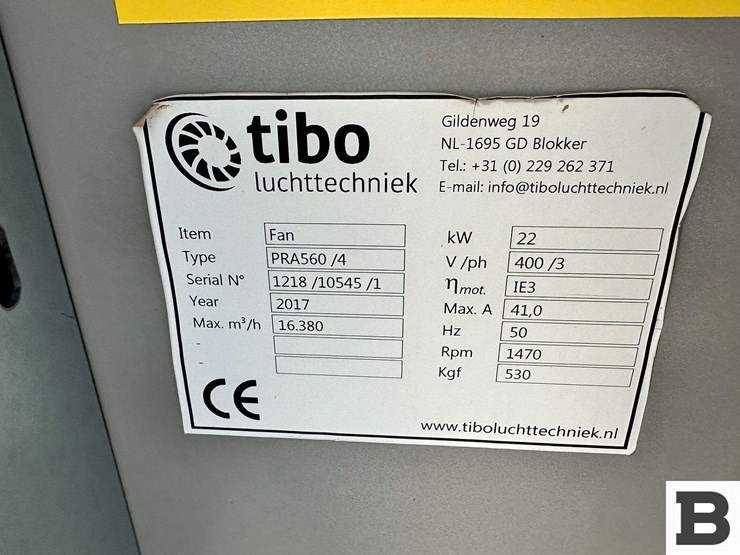 tibo
luchttechniek
Gildenweg 19
NL-1695 GD Blokker
Tel.: +31 (0) 229 262 371
E-mail: info@tiboluchttechniek.nl
Item Fan
Type PRA560 /4
Serial N° 1218 /10545 /1
Year 2017
Max. m³/h 16.380
-
-
kW 22
V /ph 400 /3
ηmot. IE3
Max. A 41,0
Hz 50
Rpm 1470
Kgf 530
CE
www.tiboluchttechniek.nl
B